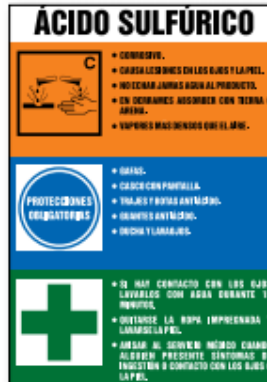 ÁCIDO SULFÚRICO
C
• CORROSIVO.
• CAUSA LESIONES EN LOS OJOS Y LA PIEL.
• NO ECHAR JAMAS AGUA AL PRODUCTO.
• EN DERRAMES ABSORBER CON TIERRA
ARENA.
• VAPORES MAS DENSOS QUE EL AIRE.
PROTECCIONES
OBLIGATORIAS
• GAFAS.
• CASCO CON PANTALLA.
• TRAJES Y BOTAS ANTIÁCIDO.
• GUANTES ANTIÁCIDO.
• DUCHA Y LAVAOJOS.
• SI HAY CONTACTO CON LOS OJOS
LAVARLOS CON AGUA DURANTE
MINUTOS.
• QUITARSE LA ROPA IMPREGNADA
LAVARSE LA PIEL.
• AVISAR AL SERVICIO MÉDICO CUANDO
ALGUIEN PRESENTE SÍNTOMAS
INGESTIÓN O CONTACTO CON LOS OJOS
LA PIEL.